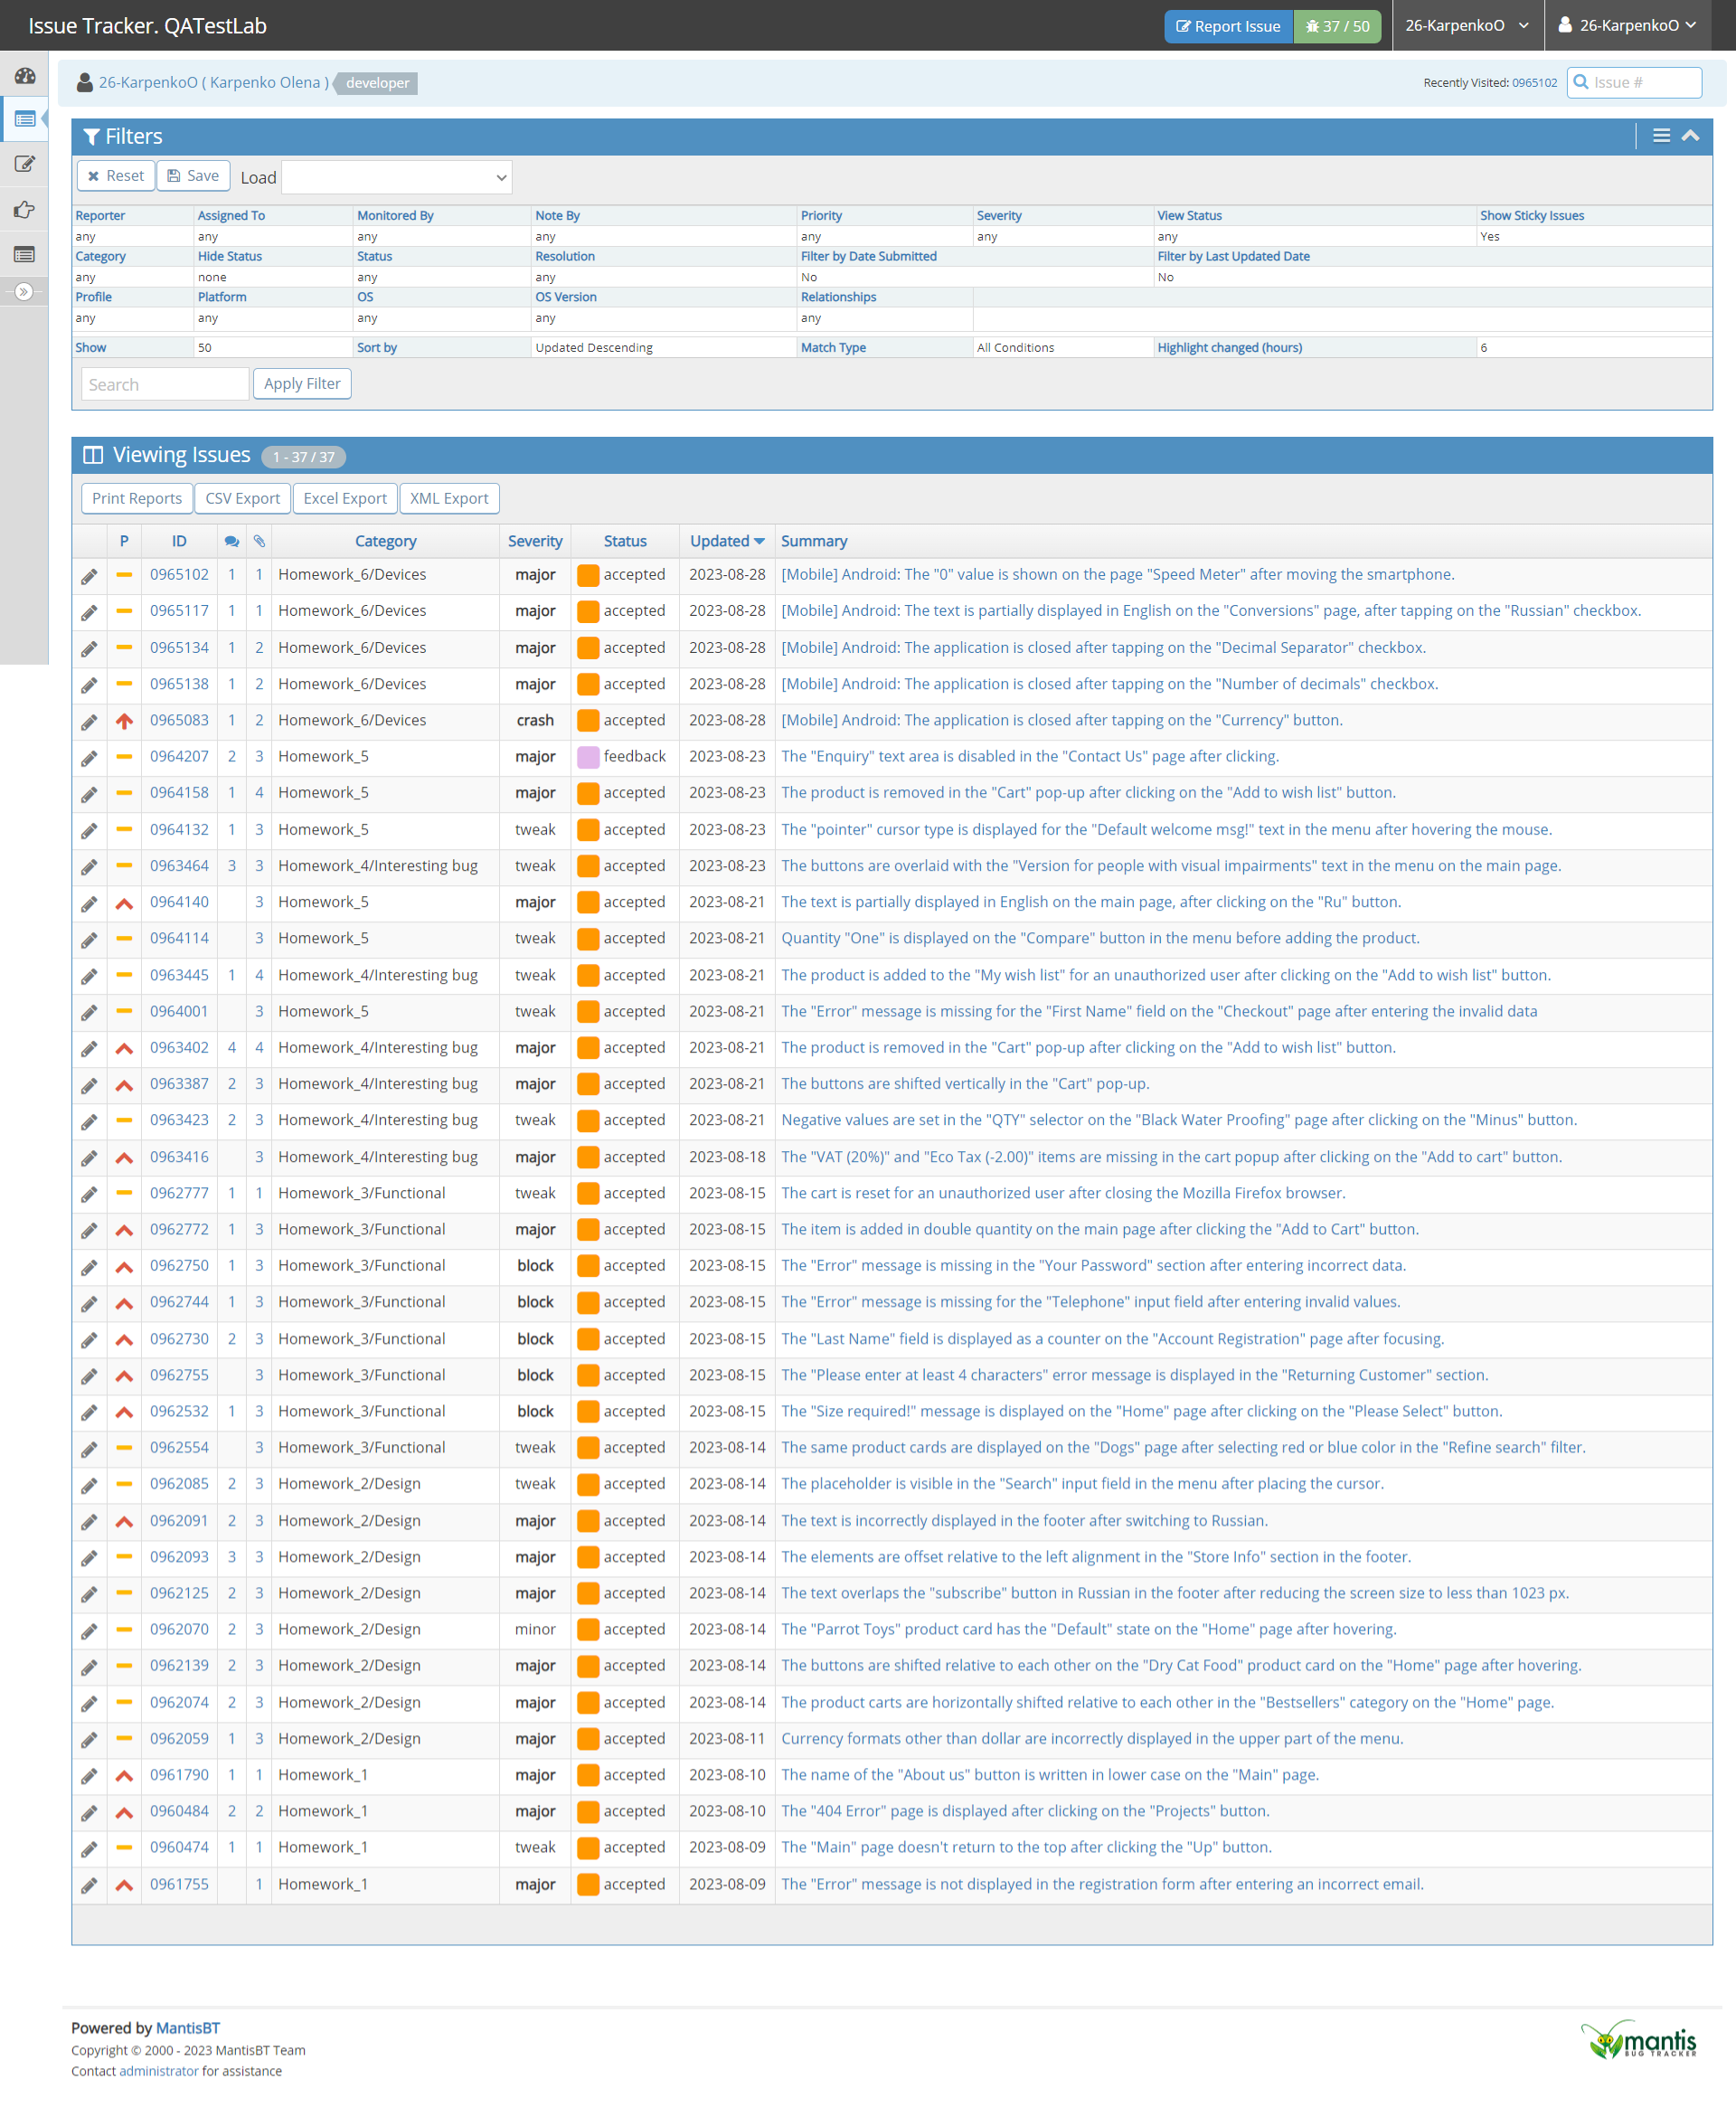 Issue Tracker. QATestLab
Report Issue 37 / 50 26-KarpenkoO 26-KarpenkoO
26-KarpenkoO ( Karpenko Olena ) developer Recently Visited: 0965102 Issue #
Filters
Reset Save Load
Reporter Assigned To Monitored By Note By Priority Severity View Status Show Sticky Issues
any any any any any any any Yes
Category Hide Status Status Resolution Filter by Date Submitted Filter by Last Updated Date
any none any any No No
Profile Platform OS OS Version Relationships
any any any any any
Show 50 Sort by Updated Descending Match Type All Conditions Highlight changed (hours) 6
Search Apply Filter
Viewing Issues 1 - 37 / 37
Print Reports CSV Export Excel Export XML Export
P ID Category Severity Status Updated Summary
0965102 1 1 Homework_6/Devices major accepted 2023-08-28 [Mobile] Android: The "0" value is shown on the page "Speed Meter" after moving the smartphone.
0965117 1 1 Homework_6/Devices major accepted 2023-08-28 [Mobile] Android: The text is partially displayed in English on the "Conversions" page, after tapping on the "Russian" checkbox.
0965134 1 2 Homework_6/Devices major accepted 2023-08-28 [Mobile] Android: The application is closed after tapping on the "Decimal Separator" checkbox.
0965138 1 2 Homework_6/Devices major accepted 2023-08-28 [Mobile] Android: The application is closed after tapping on the "Number of decimals" checkbox.
0965083 1 2 Homework_6/Devices crash accepted 2023-08-28 [Mobile] Android: The application is closed after tapping on the "Currency" button.
0964207 2 3 Homework_5 major feedback 2023-08-23 The "Enquiry" text area is disabled in the "Contact Us" page after clicking.
0964158 1 4 Homework_5 major accepted 2023-08-23 The product is removed in the "Cart" pop-up after clicking on the "Add to wish list" button.
0964132 1 3 Homework_5 tweak accepted 2023-08-23 The "pointer" cursor type is displayed for the "Default welcome msg!" text in the menu after hovering the mouse.
0963464 3 3 Homework_4/Interesting bug tweak accepted 2023-08-23 The buttons are overlaid with the "Version for people with visual impairments" text in the menu on the main page.
0964140 3 Homework_5 major accepted 2023-08-21 The text is partially displayed in English on the main page, after clicking on the "Ru" button.
0964114 3 Homework_5 tweak accepted 2023-08-21 Quantity "One" is displayed on the "Compare" button in the menu before adding the product.
0963445 1 4 Homework_4/Interesting bug tweak accepted 2023-08-21 The product is added to the "My wish list" for an unauthorized user after clicking on the "Add to wish list" button.
0964001 3 Homework_5 tweak accepted 2023-08-21 The "Error" message is missing for the "First Name" field on the "Checkout" page after entering the invalid data
0963402 4 4 Homework_4/Interesting bug major accepted 2023-08-21 The product is removed in the "Cart" pop-up after clicking on the "Add to wish list" button.
0963387 2 3 Homework_4/Interesting bug major accepted 2023-08-21 The buttons are shifted vertically in the "Cart" pop-up.
0963423 2 3 Homework_4/Interesting bug tweak accepted 2023-08-21 Negative values are set in the "QTY" selector on the "Black Water Proofing" page after clicking on the "Minus" button.
0963416 3 Homework_4/Interesting bug major accepted 2023-08-18 The "VAT (20%)" and "Eco Tax (-2.00)" items are missing in the cart popup after clicking on the "Add to cart" button.
0962777 1 1 Homework_3/Functional tweak accepted 2023-08-15 The cart is reset for an unauthorized user after closing the Mozilla Firefox browser.
0962772 1 3 Homework_3/Functional major accepted 2023-08-15 The item is added in double quantity on the main page after clicking the "Add to Cart" button.
0962750 1 3 Homework_3/Functional block accepted 2023-08-15 The "Error" message is missing in the "Your Password" section after entering incorrect data.
0962744 1 3 Homework_3/Functional block accepted 2023-08-15 The "Error" message is missing for the "Telephone" input field after entering invalid values.
0962730 2 3 Homework_3/Functional block accepted 2023-08-15 The "Last Name" field is displayed as a counter on the "Account Registration" page after focusing.
0962755 3 Homework_3/Functional block accepted 2023-08-15 The "Please enter at least 4 characters" error message is displayed in the "Returning Customer" section.
0962532 1 3 Homework_3/Functional block accepted 2023-08-15 The "Size required!" message is displayed on the "Home" page after clicking on the "Please Select" button.
0962554 3 Homework_3/Functional tweak accepted 2023-08-14 The same product cards are displayed on the "Dogs" page after selecting red or blue color in the "Refine search" filter.
0962085 2 3 Homework_2/Design tweak accepted 2023-08-14 The placeholder is visible in the "Search" input field in the menu after placing the cursor.
0962091 2 3 Homework_2/Design major accepted 2023-08-14 The text is incorrectly displayed in the footer after switching to Russian.
0962093 3 3 Homework_2/Design major accepted 2023-08-14 The elements are offset relative to the left alignment in the "Store Info" section in the footer.
0962125 2 3 Homework_2/Design major accepted 2023-08-14 The text overlaps the "subscribe" button in Russian in the footer after reducing the screen size to less than 1023 px.
0962070 2 3 Homework_2/Design minor accepted 2023-08-14 The "Parrot Toys" product card has the "Default" state on the "Home" page after hovering.
0962139 2 3 Homework_2/Design major accepted 2023-08-14 The buttons are shifted relative to each other on the "Dry Cat Food" product card on the "Home" page after hovering.
0962074 2 3 Homework_2/Design major accepted 2023-08-14 The product carts are horizontally shifted relative to each other in the "Bestsellers" category on the "Home" page.
0962059 1 3 Homework_2/Design major accepted 2023-08-11 Currency formats other than dollar are incorrectly displayed in the upper part of the menu.
0961790 1 1 Homework_1 major accepted 2023-08-10 The name of the "About us" button is written in lower case on the "Main" page.
0960484 2 2 Homework_1 major accepted 2023-08-10 The "404 Error" page is displayed after clicking on the "Projects" button.
0960474 1 1 Homework_1 tweak accepted 2023-08-09 The "Main" page doesn't return to the top after clicking the "Up" button.
0961755 1 Homework_1 major accepted 2023-08-09 The "Error" message is not displayed in the registration form after entering an incorrect email.
Powered by MantisBT
Copyright © 2000 - 2023 MantisBT Team
Contact administrator for assistance
mantis
BUG TRACKER